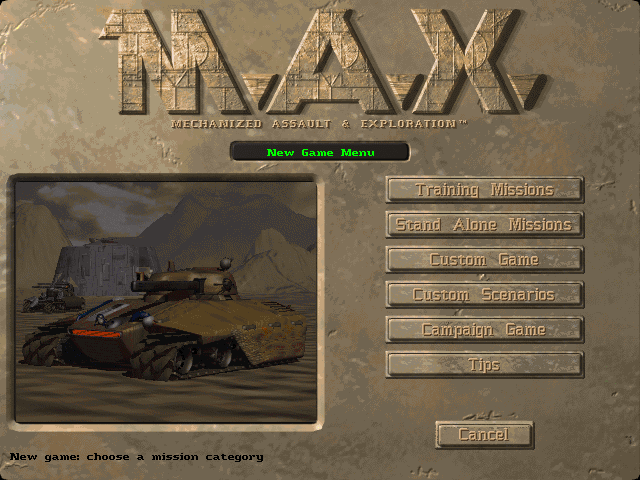 M.A.X.
MECHANIZED ASSAULT & EXPLORATION™
New Game Menu
Training Missions
Stand Alone Missions
Custom Game
Custom Scenarios
Campaign Game
Tips
Cancel
New game: choose a mission category